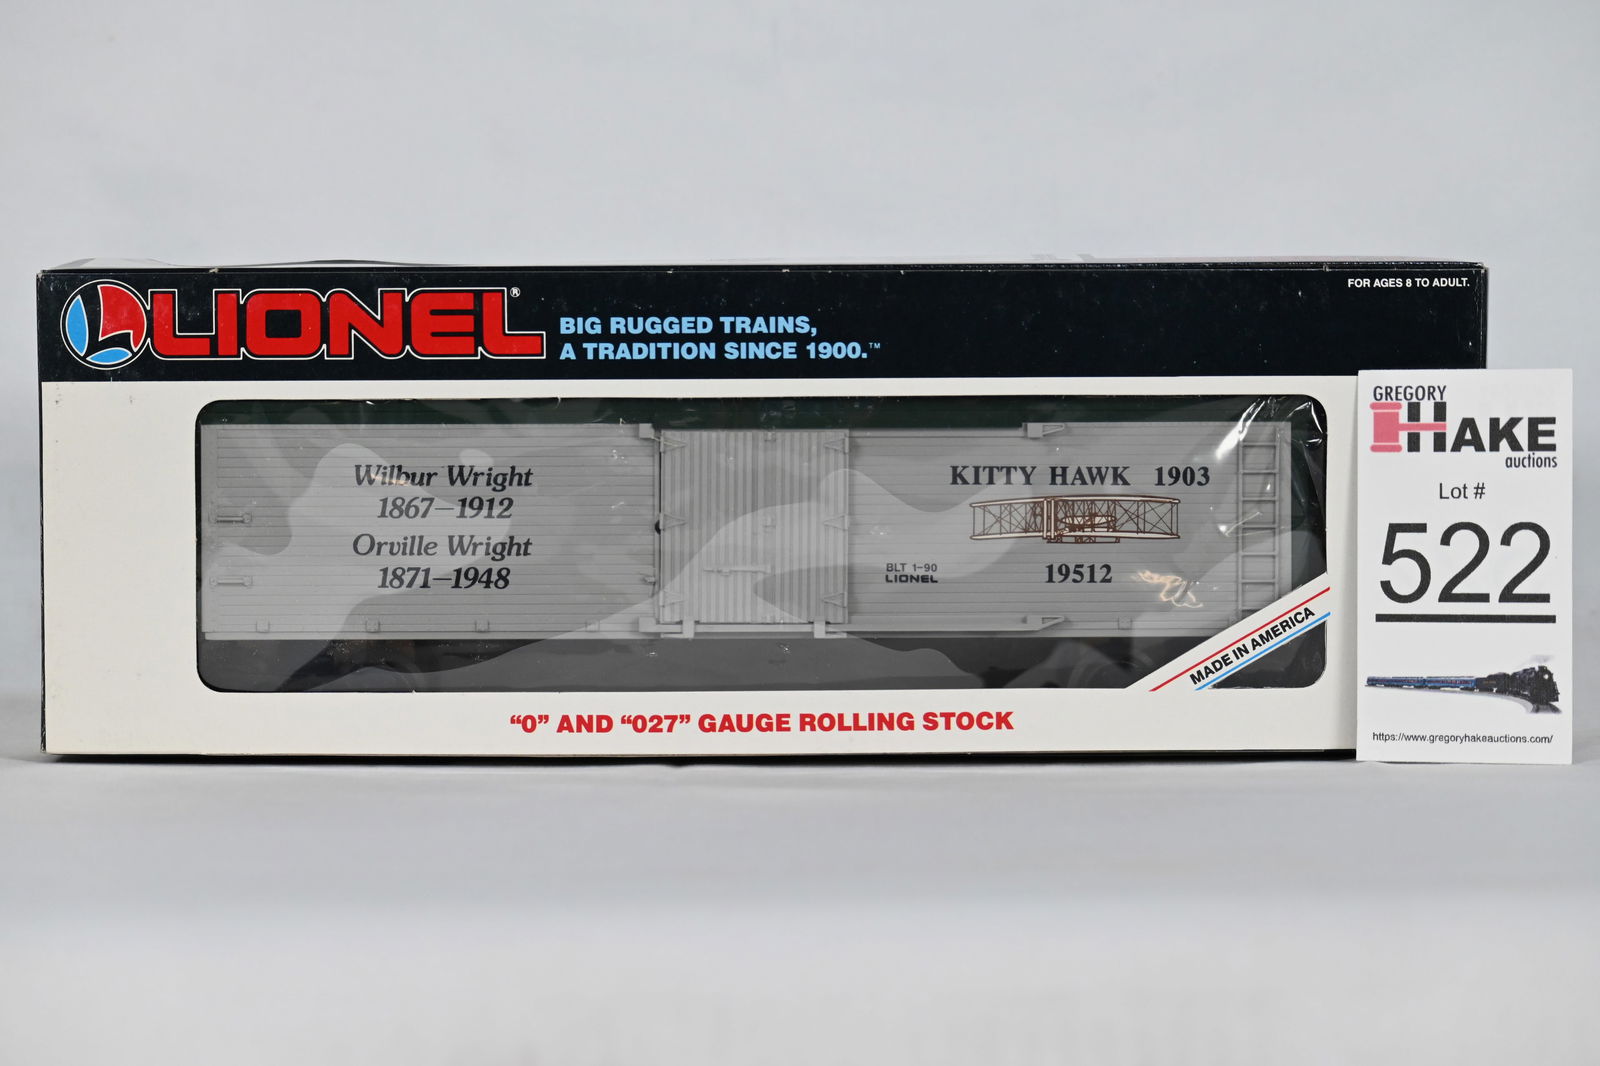 LIONEL®
BIG RUGGED TRAINS,
A TRADITION SINCE 1900.™
FOR AGES 8 TO ADULT.
Wilbur Wright
1867–1912
Orville Wright
1871–1948
KITTY HAWK 1903
BLT 1-90
LIONEL
19512
MADE IN AMERICA
"O" AND "027" GAUGE ROLLING STOCK
GREGORY
HAKE
auctions
Lot #
522
https://www.gregoryhakeauctions.com/